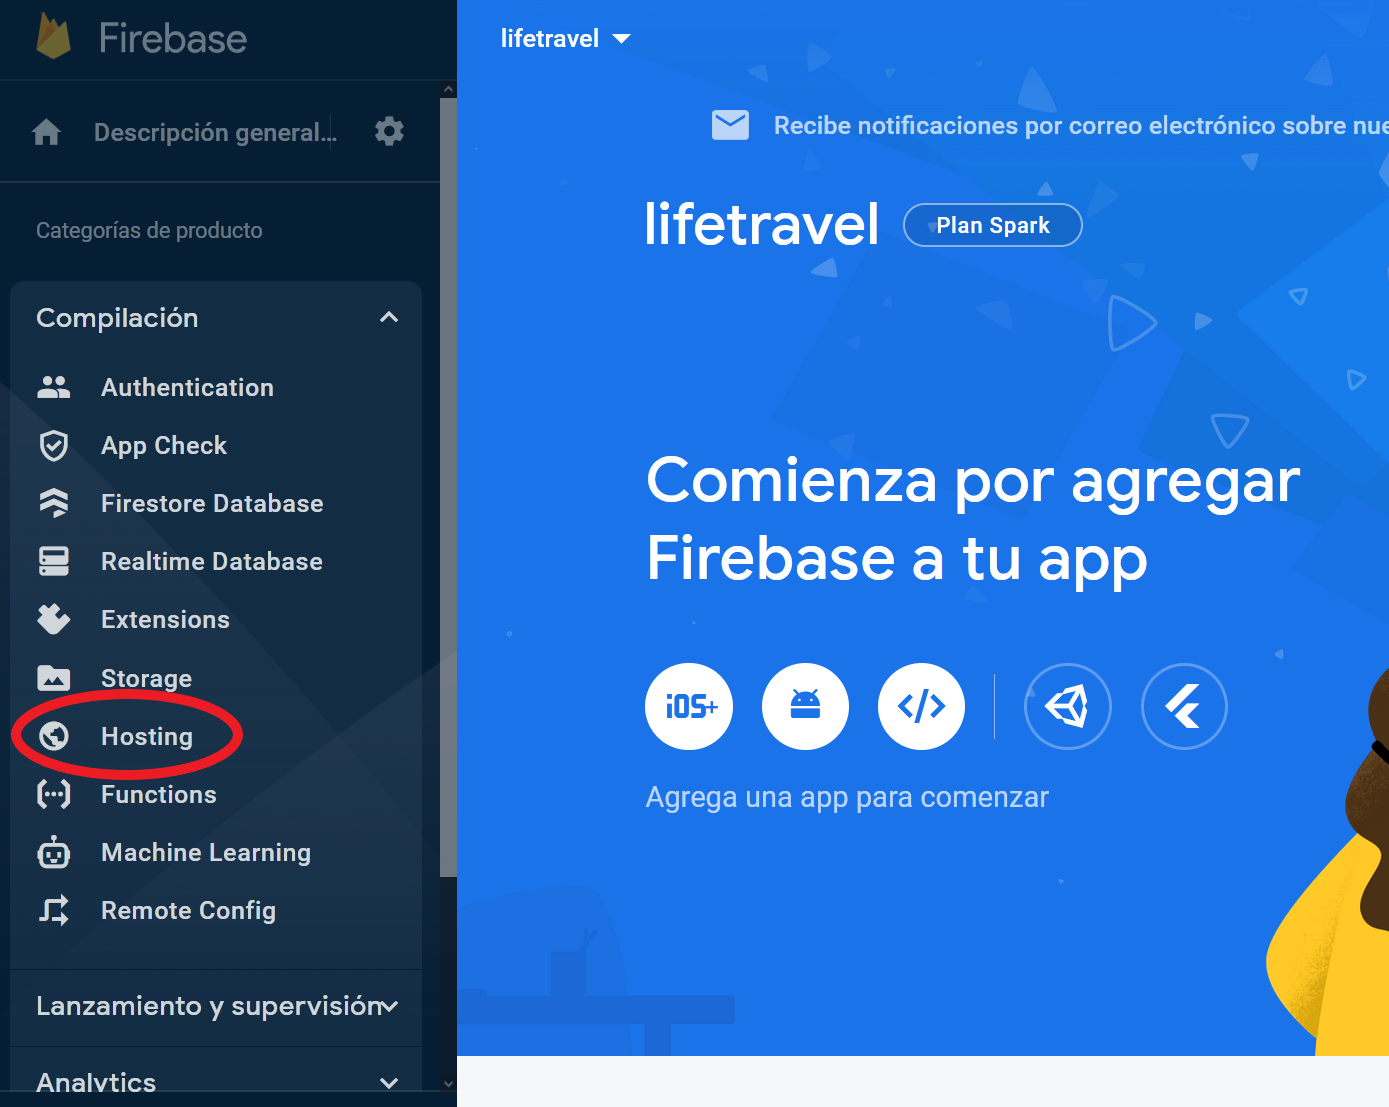 Firebase
Descripción general...
Categorías de producto
Compilación
Authentication
App Check
Firestore Database
Realtime Database
Extensions
Storage
Hosting
Functions
Machine Learning
Remote Config
Lanzamiento y supervisión
Analytics
lifetravel
Recibe notificaciones por correo electrónico sobre nue
lifetravel
Plan Spark
Comienza por agregar
Firebase a tu app
iOS+
Agrega una app para comenzar